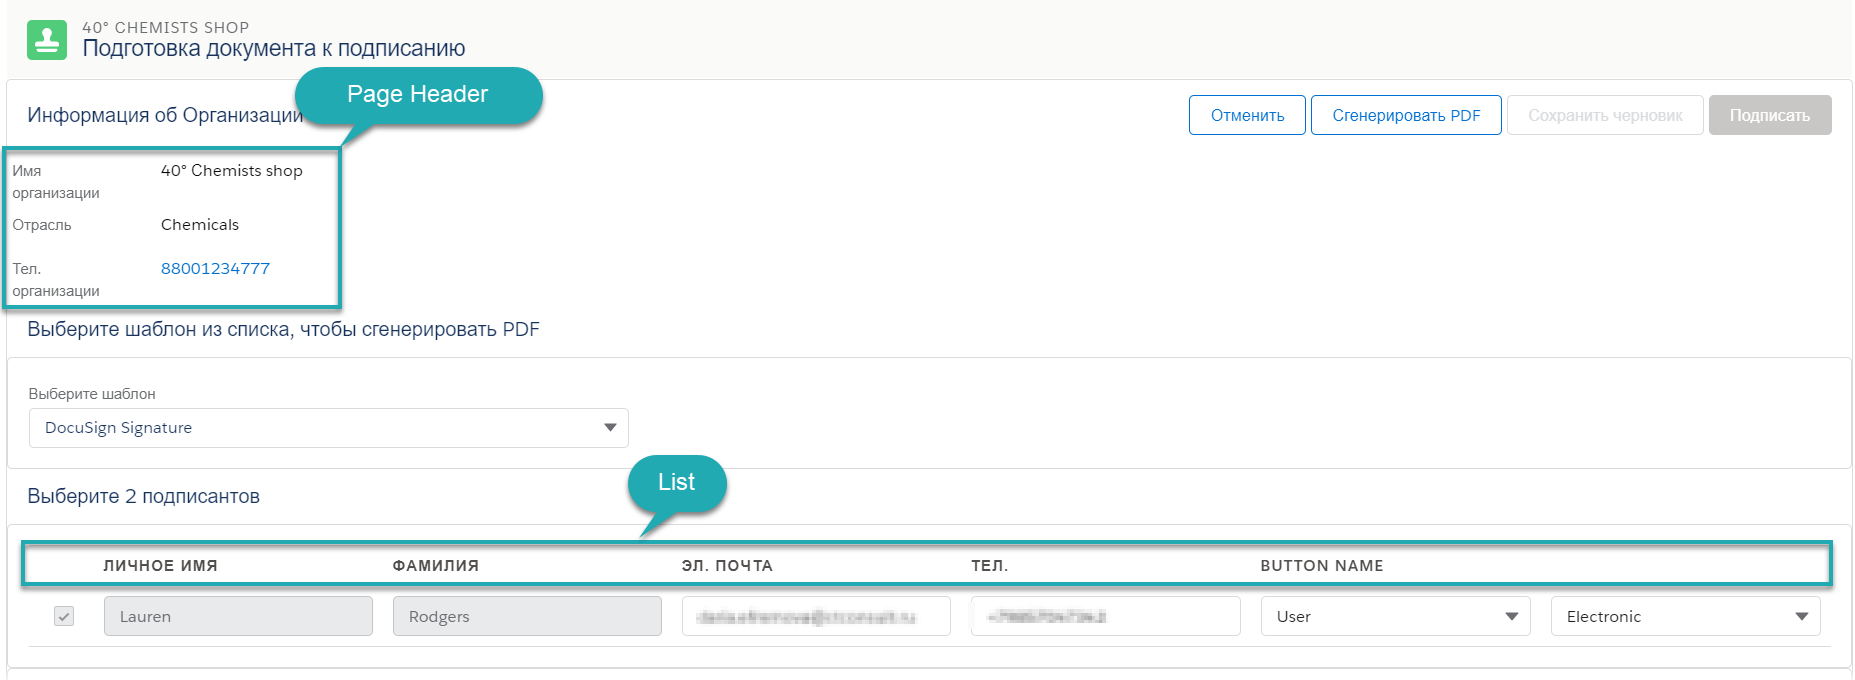 40° CHEMISTS SHOP
Подготовка документа к подписанию
Page Header
Информация об Организации
Отменить
Сгенерировать PDF
Сохранить черновик
Подписать
Имя
организации
40° Chemists shop
Отрасль
Chemicals
Тел.
организации
88001234777
Выберите шаблон из списка, чтобы сгенерировать PDF
Выберите шаблон
DocuSign Signature
List
Выберите 2 подписантов
ЛИЧНОЕ ИМЯ
ФАМИЛИЯ
ЭЛ. ПОЧТА
ТЕЛ.
BUTTON NAME
Lauren
Rodgers
User
Electronic